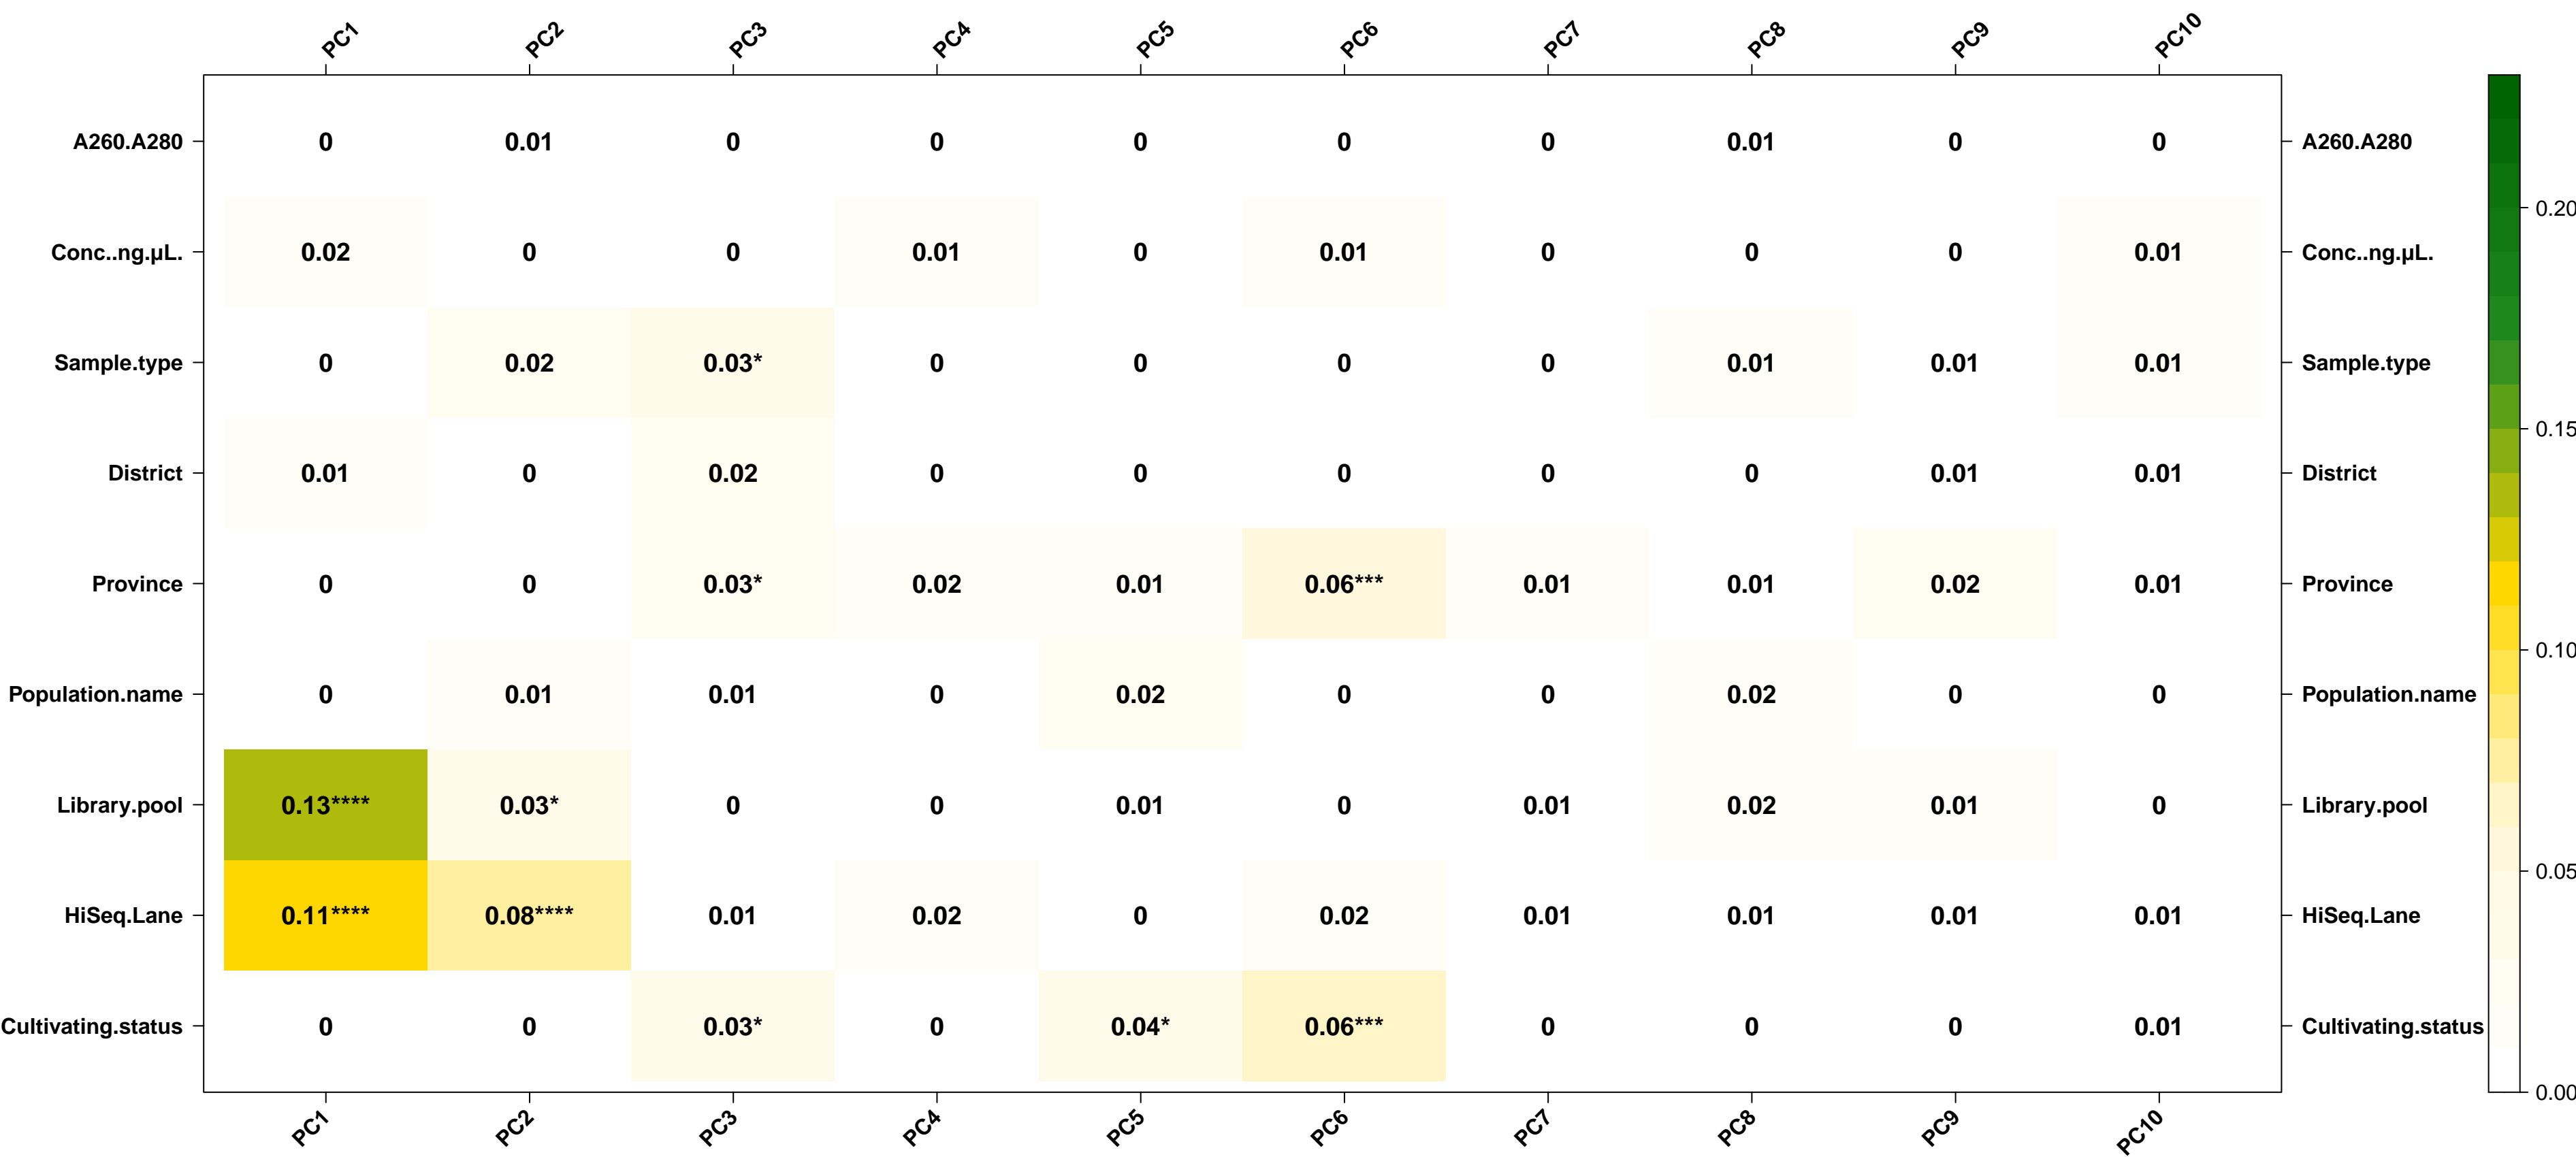 PC1 PC2 PC3 PC4 PC5 PC6 PC7 PC8 PC9 PC10
A260.A280 0 0.01 0 0 0 0 0 0.01 0 0 A260.A280
0.20
Conc..ng.µL. 0.02 0 0 0.01 0 0.01 0 0 0 0.01 Conc..ng.µL.
Sample.type 0 0.02 0.03* 0 0 0 0 0.01 0.01 0.01 Sample.type
0.15
District 0.01 0 0.02 0 0 0 0 0 0.01 0.01 District
Province 0 0 0.03* 0.02 0.01 0.06*** 0.01 0.01 0.02 0.01 Province
0.10
Population.name 0 0.01 0.01 0 0.02 0 0 0.02 0 0 Population.name
Library.pool 0.13**** 0.03* 0 0 0.01 0 0.01 0.02 0.01 0 Library.pool
0.05
HiSeq.Lane 0.11**** 0.08**** 0.01 0.02 0 0.02 0.01 0.01 0.01 0.01 HiSeq.Lane
Cultivating.status 0 0 0.03* 0 0.04* 0.06*** 0 0 0 0.01 Cultivating.status
0.00
PC1 PC2 PC3 PC4 PC5 PC6 PC7 PC8 PC9 PC10